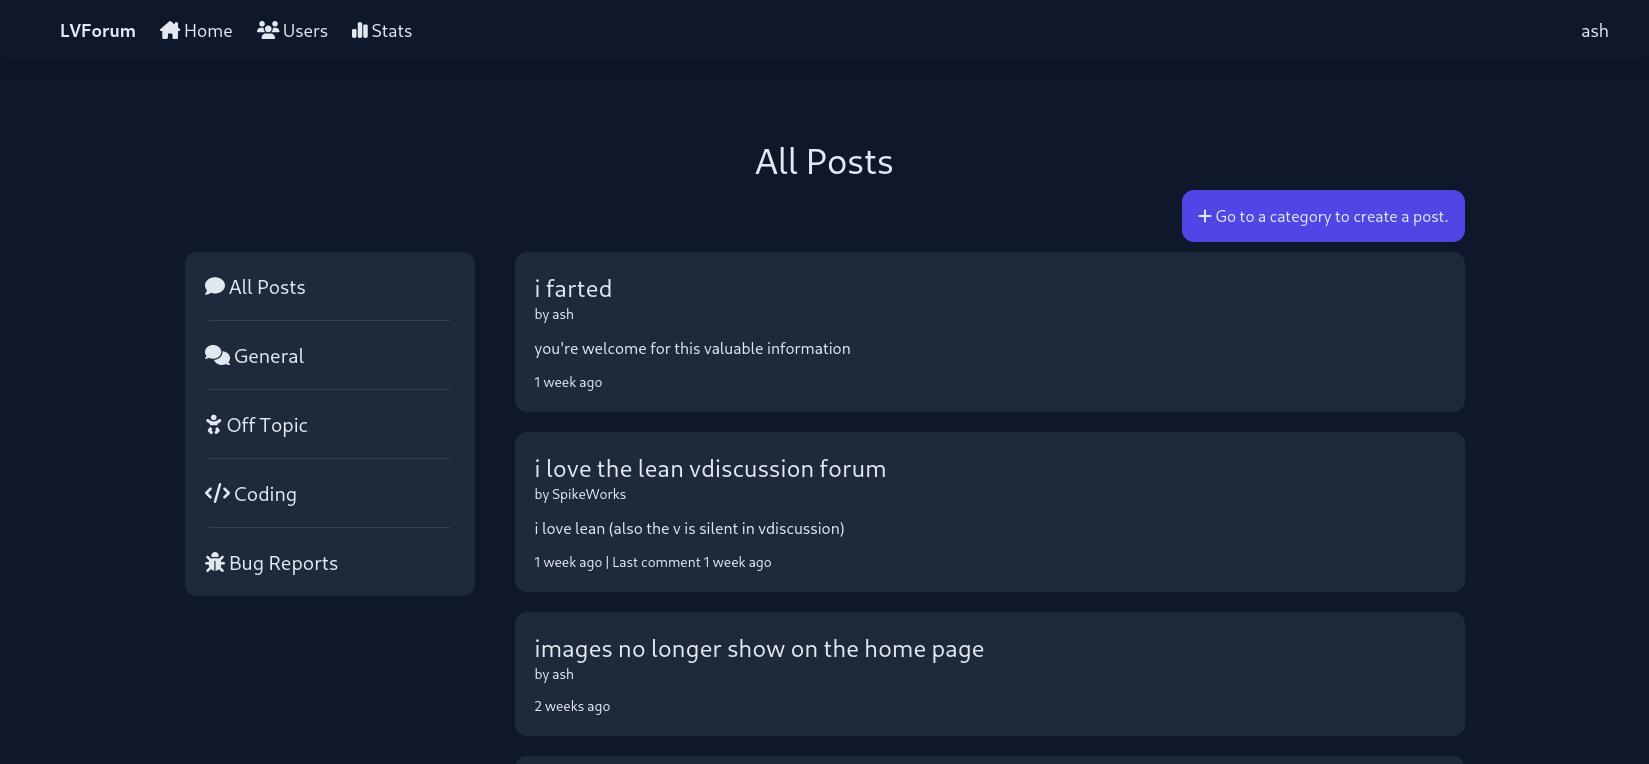 LVForum Home Users Stats ash
All Posts
Go to a category to create a post.
All Posts
General
Off Topic
Coding
Bug Reports
i farted
by ash
you're welcome for this valuable information
1 week ago
i love the lean vdiscussion forum
by SpikeWorks
i love lean (also the v is silent in vdiscussion)
1 week ago | Last comment 1 week ago
images no longer show on the home page
by ash
2 weeks ago